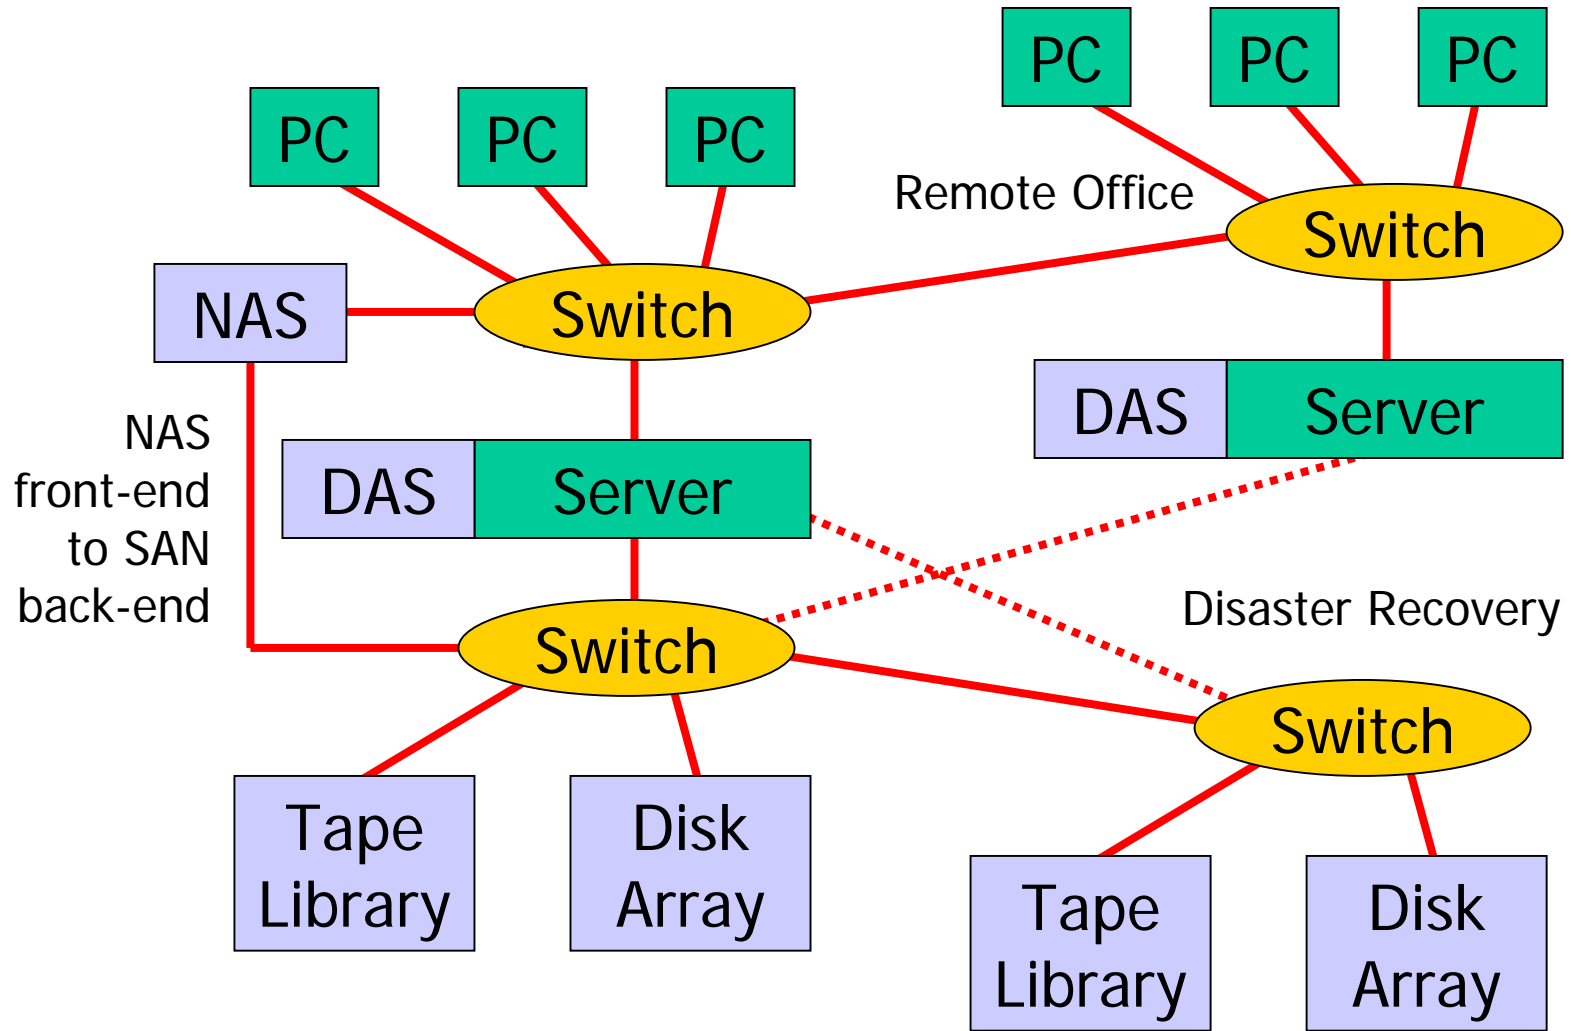 PC
PC
PC
PC
PC
PC
Remote Office
Switch
NAS
Switch
DAS
Server
NAS
front-end
to SAN
back-end
DAS
Server
Disaster Recovery
Switch
Switch
Tape
Library
Disk
Array
Tape
Library
Disk
Array